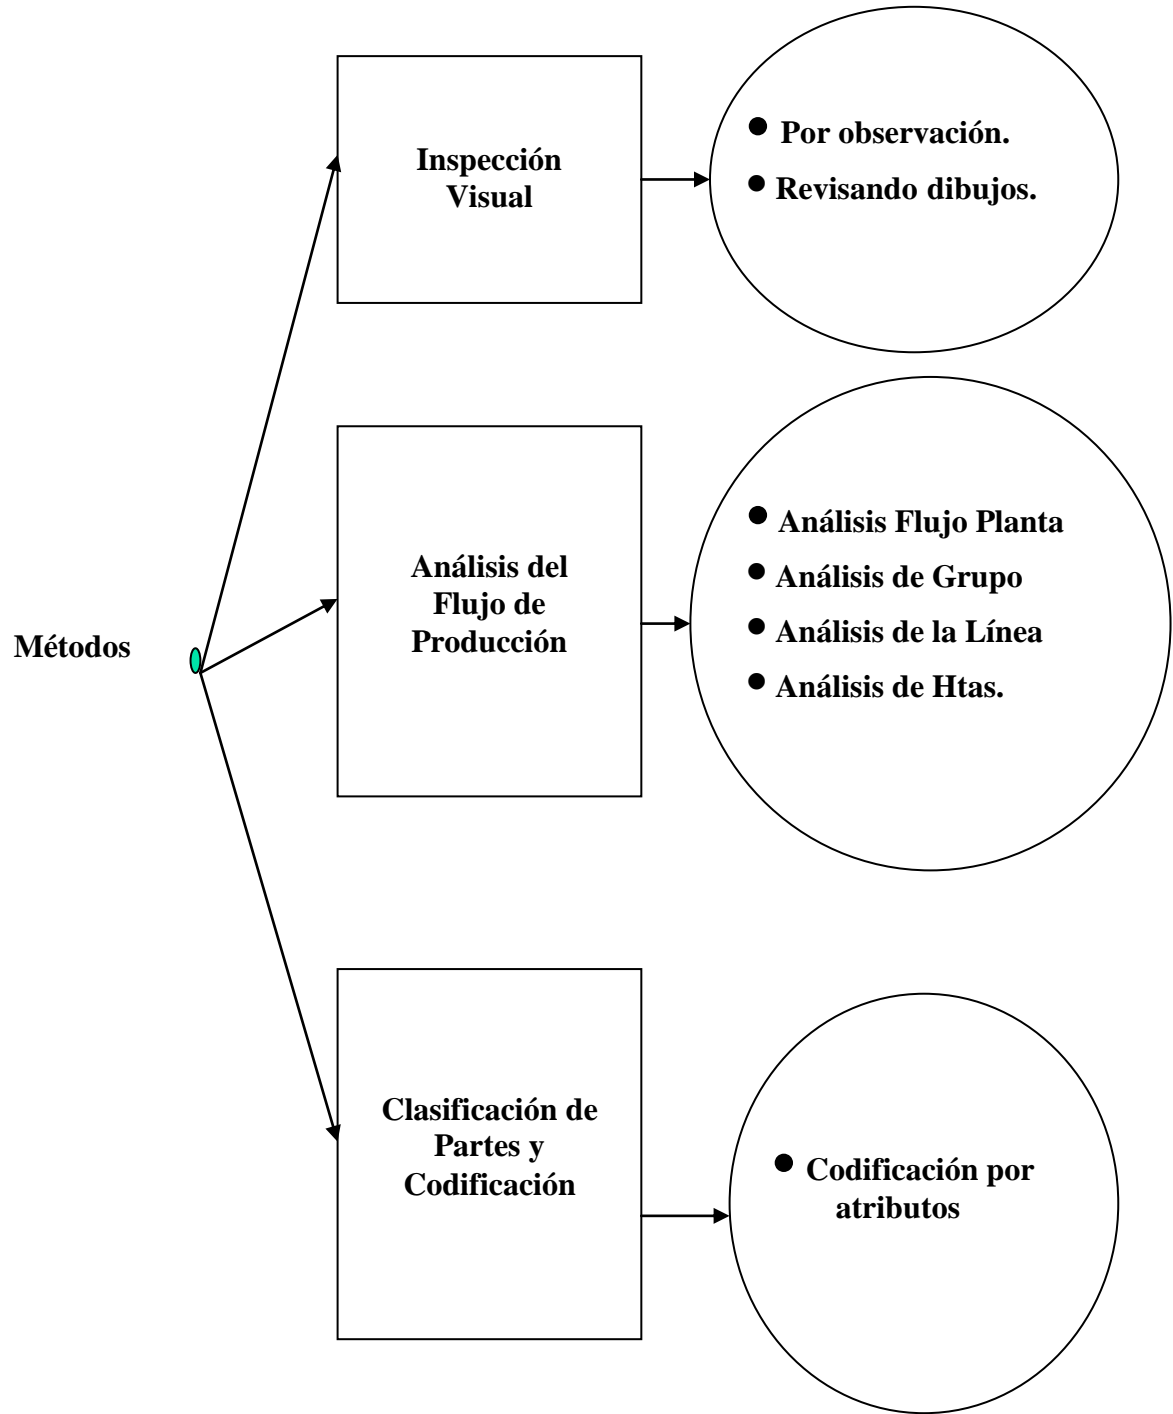 Métodos
Inspección
Visual
● Por observación.
● Revisando dibujos.
Análisis del
Flujo de
Producción
● Análisis Flujo Planta
● Análisis de Grupo
● Análisis de la Línea
● Análisis de Htas.
Clasificación de
Partes y
Codificación
● Codificación por
atributos